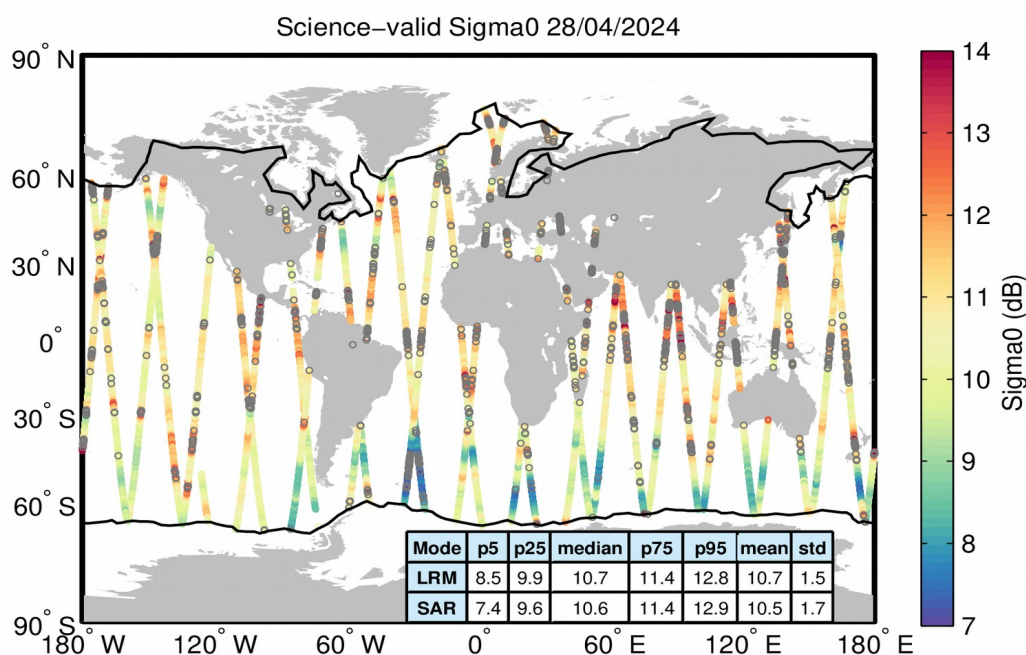 Science−valid Sigma0 28/04/2024
90° N
60° N
30° N
0°
30° S
60° S
90° S
180° W
120° W
60° W
0°
60° E
120° E
180° E
14
13
12
11
10
9
8
7
Sigma0 (dB)
Mode p5 p25 median p75 p95 mean std
LRM 8.5 9.9 10.7 11.4 12.8 10.7 1.5
SAR 7.4 9.6 10.6 11.4 12.9 10.5 1.7